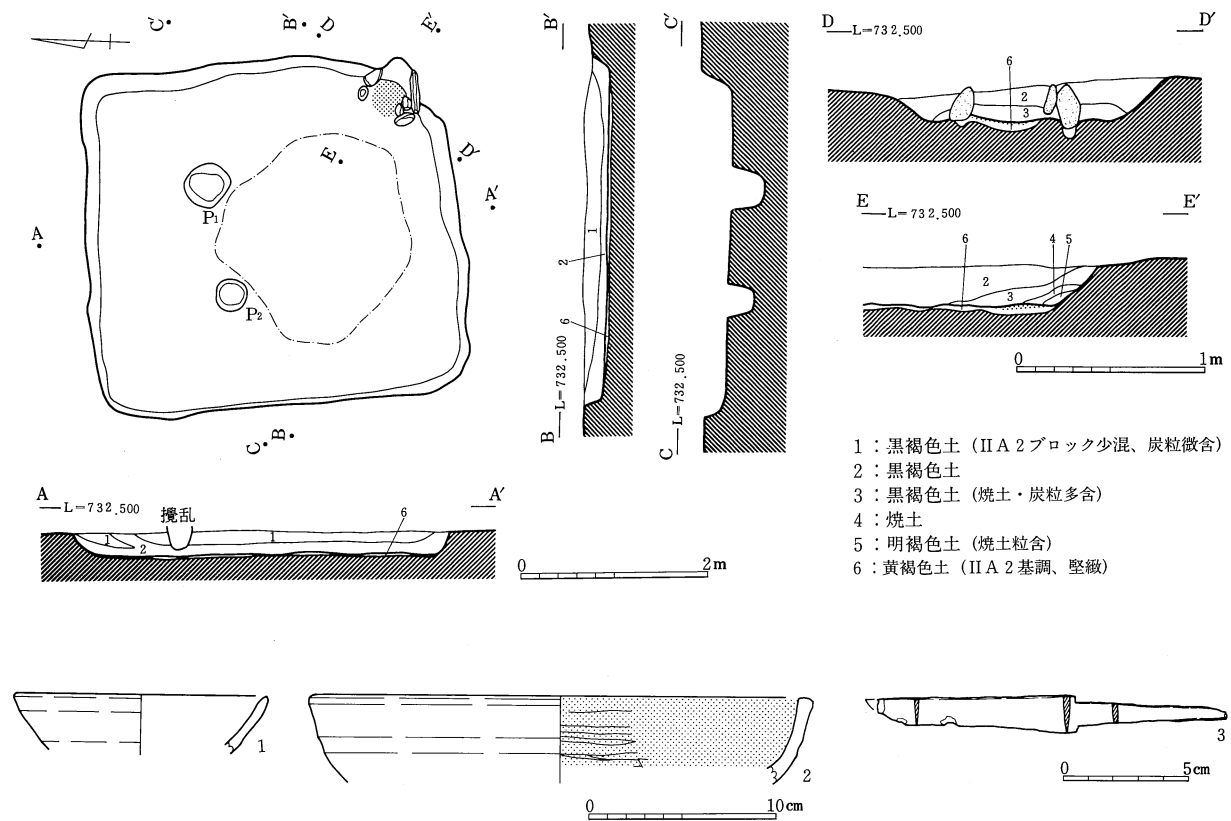 C′
B′
D
E′
E
D′
A′
A
P1
P2
C
B
B′
1
2
6
B
L=732.500
C′
C
L=732.500
D
L=732.500
D′
6
2
3
E
L=732.500
E′
6
4
5
2
3
0
1m
A
L=732.500
攪乱
A′
1
2
1
6
0
2m
1：黒褐色土（ⅡA2ブロック少混、炭粒微含）
2：黒褐色土
3：黒褐色土（焼土・炭粒多含）
4：焼土
5：明褐色土（焼土粒含）
6：黄褐色土（ⅡA2基調、堅緻）
1
2
3
0
10cm
0
5cm